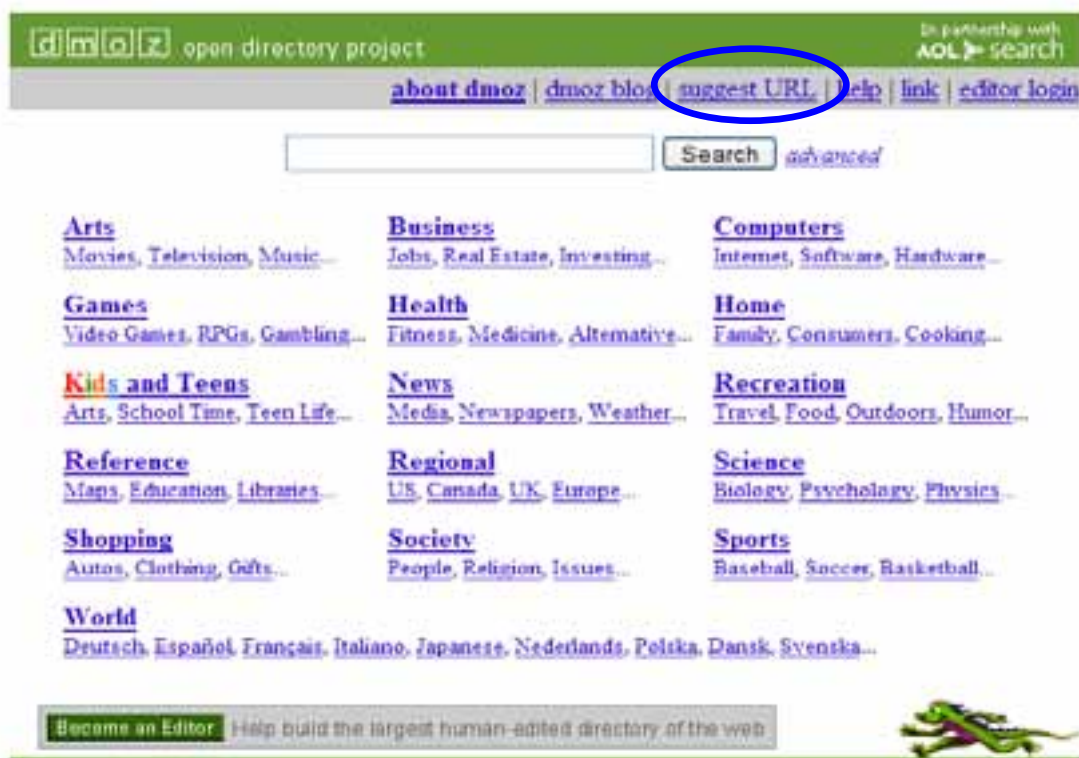 dmoz open directory project
In partnership with
AOL search
about dmoz | dmoz blog | suggest URL | help | link | editor login
Search advanced
Arts Business Computers
Movies, Television, Music... Jobs, Real Estate, Investing... Internet, Software, Hardware...
Games Health Home
Video Games, RPGs, Gambling... Fitness, Medicine, Alternative... Family, Consumers, Cooking...
Kids and Teens News Recreation
Arts, School Time, Teen Life... Media, Newspapers, Weather... Travel, Food, Outdoors, Humor...
Reference Regional Science
Maps, Education, Libraries... US, Canada, UK, Europe... Biology, Psychology, Physics...
Shopping Society Sports
Autos, Clothing, Gifts... People, Religion, Issues... Baseball, Soccer, Basketball...
World
Deutsch, Español, Français, Italiano, Japanese, Nederlands, Polska, Dansk, Svenska...
Become an Editor Help build the largest human-edited directory of the web